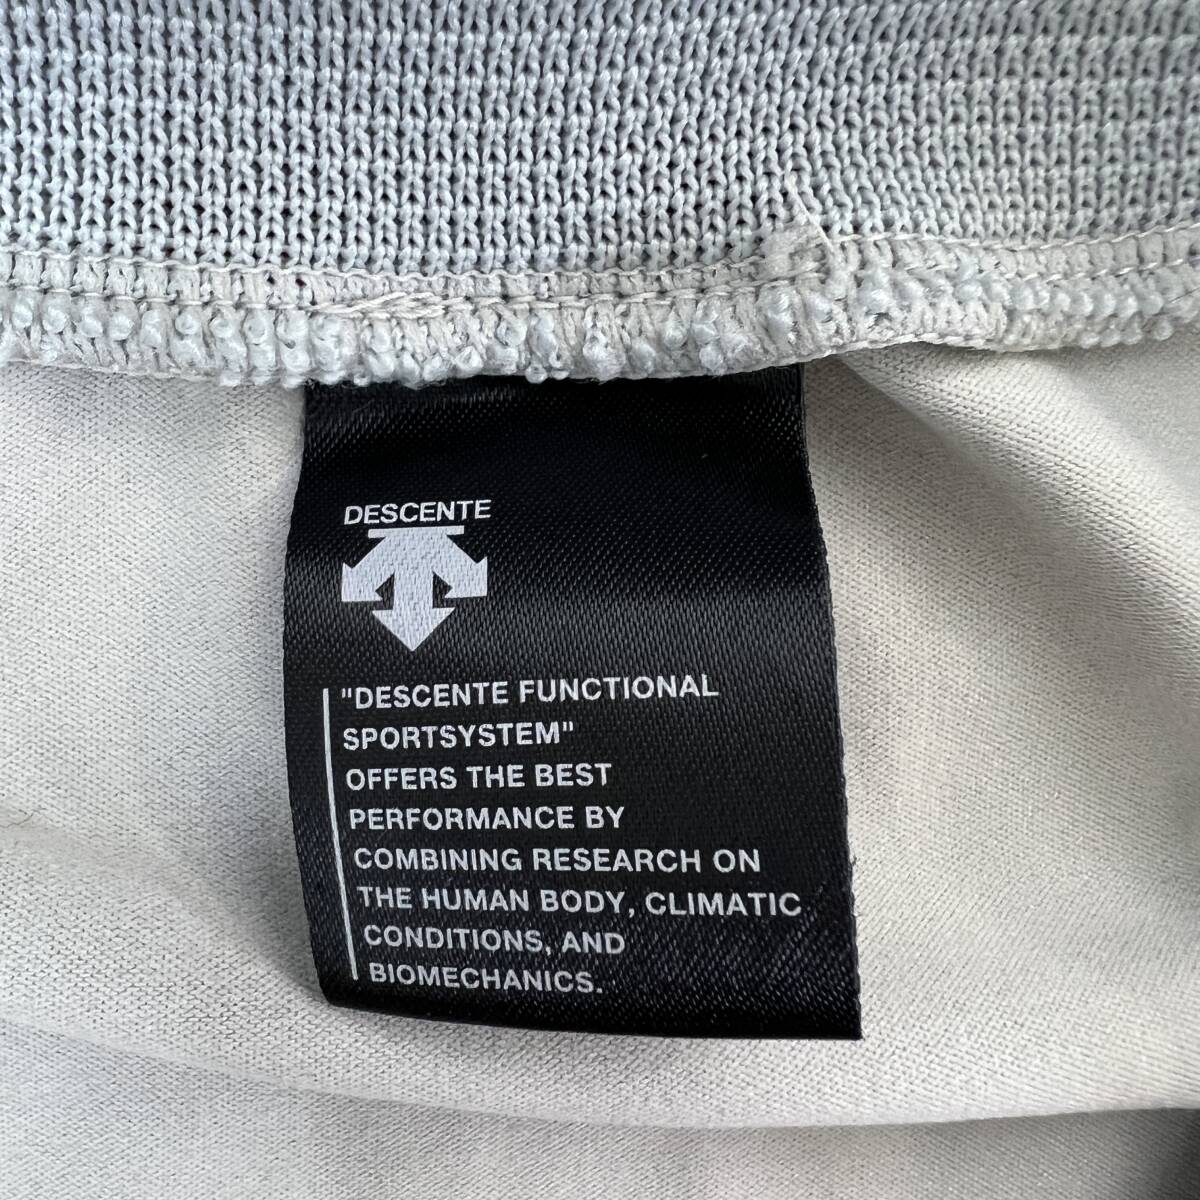 DESCENTE
"DESCENTE FUNCTIONAL
SPORTSYSTEM"
OFFERS THE BEST
PERFORMANCE BY
COMBINING RESEARCH ON
THE HUMAN BODY, CLIMATIC
CONDITIONS, AND
BIOMECHANICS.